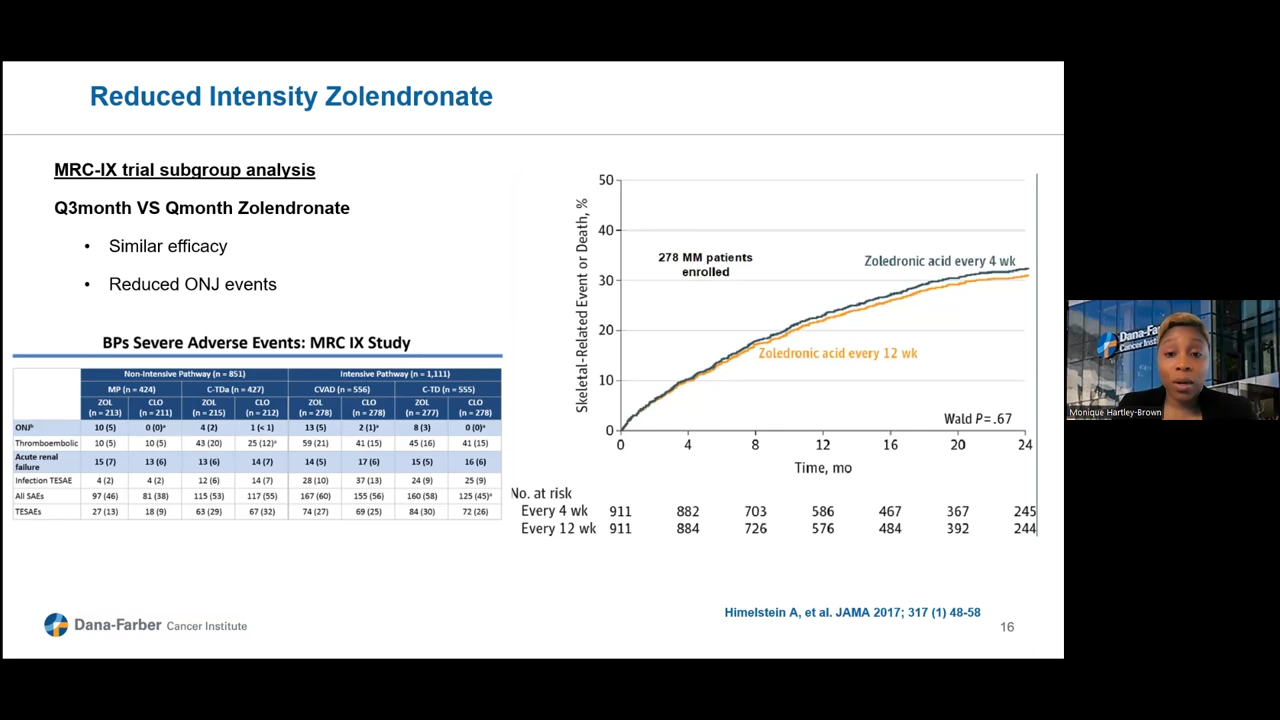 Reduced Intensity Zolendronate
MRC-IX trial subgroup analysis
Q3month VS Qmonth Zolendronate
• Similar efficacy
• Reduced ONJ events
BPs Severe Adverse Events: MRC IX Study
Non-Intensive Pathway (n = 851) Intensive Pathway (n = 1,111)
MP (n = 424) C-TDa (n = 427) CVAD (n = 556) C-TD (n = 555)
ZOL CLO ZOL CLO ZOL CLO ZOL CLO
(n = 213) (n = 211) (n = 215) (n = 212) (n = 278) (n = 278) (n = 277) (n = 278)
ONJᵇ 10 (5) 0 (0)ᵃ 4 (2) 1 (< 1) 13 (5) 2 (1)ᵃ 8 (3) 0 (0)ᵃ
Thromboembolic 10 (5) 10 (5) 43 (20) 25 (12)ᵃ 59 (21) 41 (15) 45 (16) 41 (15)
Acute renal
failure 15 (7) 13 (6) 13 (6) 14 (7) 14 (5) 17 (6) 15 (5) 16 (6)
Infection TESAE 4 (2) 4 (2) 12 (6) 14 (7) 28 (10) 37 (13) 24 (9) 25 (9)
All SAEs 97 (46) 81 (38) 115 (53) 117 (55) 167 (60) 155 (56) 160 (58) 125 (45)ᵃ
TESAEs 27 (13) 18 (9) 63 (29) 67 (32) 74 (27) 69 (25) 84 (30) 72 (26)
Skeletal-Related Event or Death, %
50
40
30
20
10
0
278 MM patients
enrolled
Zoledronic acid every 4 wk
Zoledronic acid every 12 wk
Wald P=.67
0 4 8 12 16 20 24
Time, mo
No. at risk
Every 4 wk 911 882 703 586 467 367 245
Every 12 wk 911 884 726 576 484 392 244
Himelstein A, et al. JAMA 2017; 317 (1) 48-58
Dana-Farber Cancer Institute
16
Dana-Fa
Cancer Insti
Monique Hartley-Brown